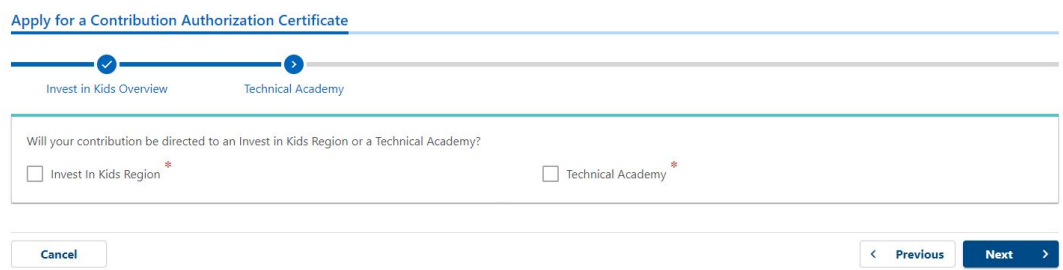 Apply for a Contribution Authorization Certificate
Invest in Kids Overview
Technical Academy
Will your contribution be directed to an Invest in Kids Region or a Technical Academy?
Invest In Kids Region *
Technical Academy *
Cancel
Previous
Next